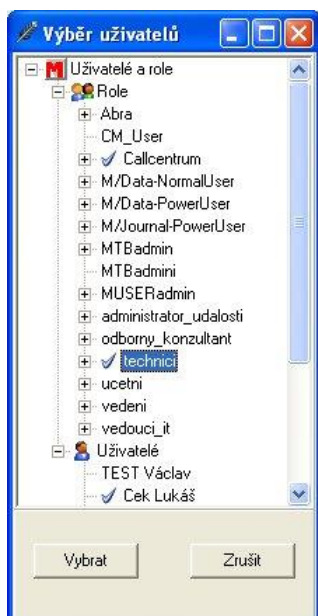 Výběr uživatelů
Uživatelé a role
Role
Abra
CM_User
Callcentrum
M/Data-NormalUser
M/Data-PowerUser
M/Journal-PowerUser
MTBadmin
MTBadmini
MUSERadmin
administrator_udalosti
odborny_konzultant
technici
ucetni
vedeni
vedouci_it
Uživatelé
TEST Václav
Cek Lukáš
Vybrat Zrušit